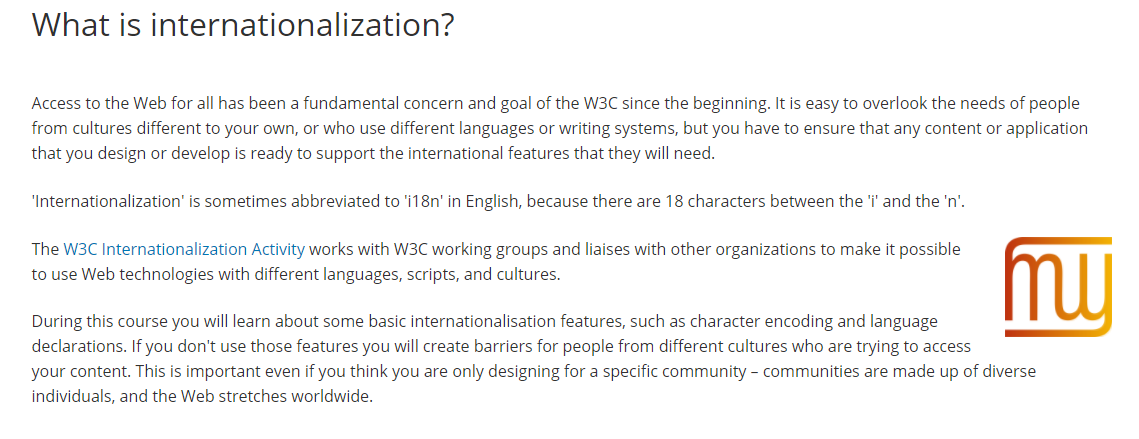 What is internationalization?
Access to the Web for all has been a fundamental concern and goal of the W3C since the beginning. It is easy to overlook the needs of people
from cultures different to your own, or who use different languages or writing systems, but you have to ensure that any content or application
that you design or develop is ready to support the international features that they will need.
'Internationalization' is sometimes abbreviated to 'i18n' in English, because there are 18 characters between the 'i' and the 'n'.
The W3C Internationalization Activity works with W3C working groups and liaises with other organizations to make it possible
to use Web technologies with different languages, scripts, and cultures.
During this course you will learn about some basic internationalisation features, such as character encoding and language
declarations. If you don't use those features you will create barriers for people from different cultures who are trying to access
your content. This is important even if you think you are only designing for a specific community – communities are made up of diverse
individuals, and the Web stretches worldwide.